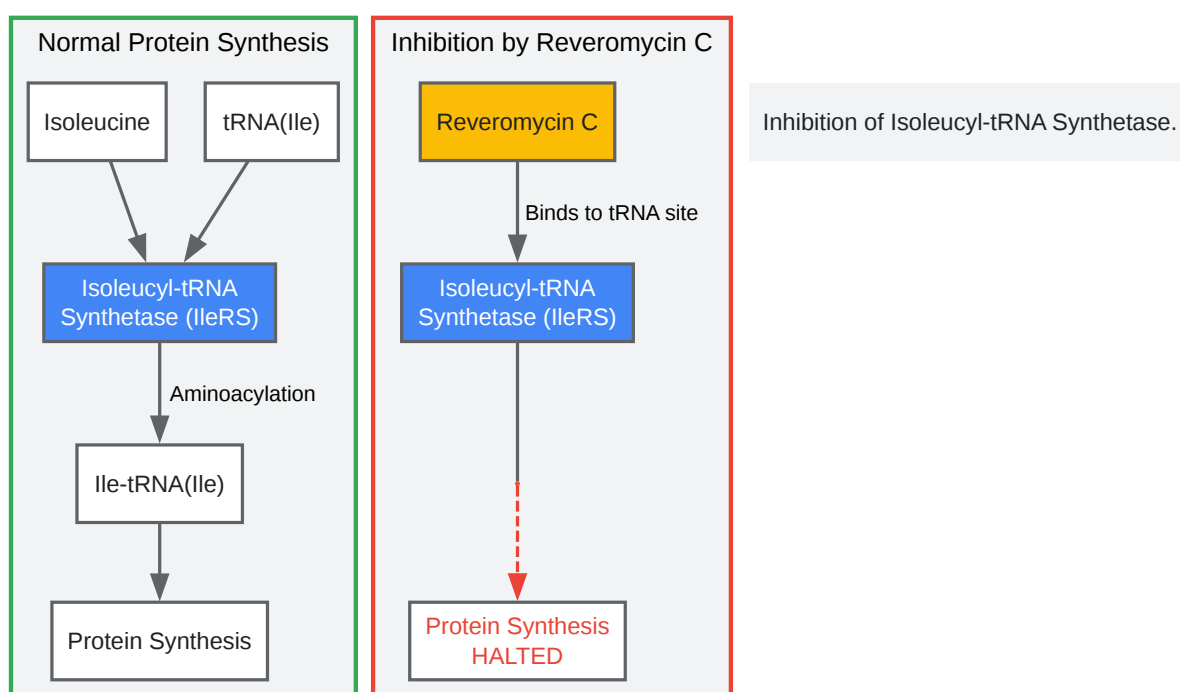 Normal Protein Synthesis
Isoleucine
tRNA(Ile)
Isoleucyl-tRNA
Synthetase (IleRS)
Aminoacylation
Ile-tRNA(Ile)
Protein Synthesis
Inhibition by Reveromycin C
Reveromycin C
Binds to tRNA site
Isoleucyl-tRNA
Synthetase (IleRS)
Protein Synthesis
HALTED
Inhibition of Isoleucyl-tRNA Synthetase.